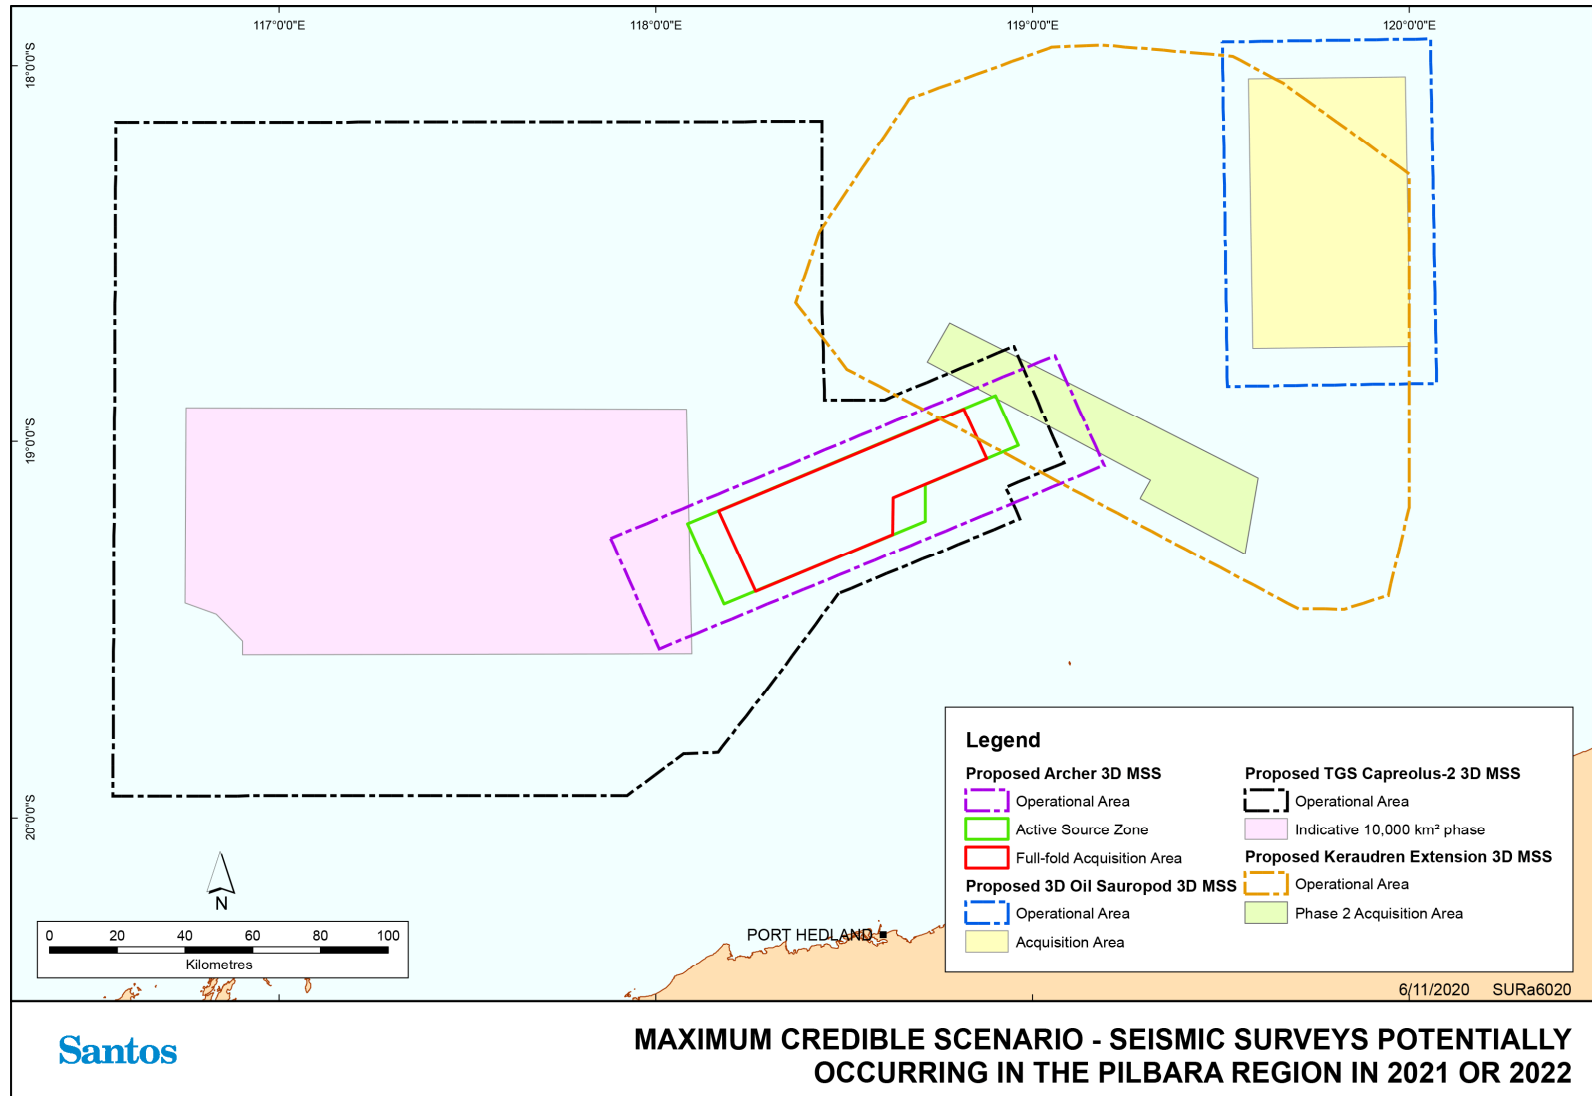 117°0'0"E
118°0'0"E
119°0'0"E
120°0'0"E
18°0'0"S
19°0'0"S
20°0'0"S
Legend
Proposed Archer 3D MSS
Operational Area
Active Source Zone
Full-fold Acquisition Area
Proposed 3D Oil Sauropod 3D MSS
Operational Area
Acquisition Area
Proposed TGS Capreolus-2 3D MSS
Operational Area
Indicative 10,000 km² phase
Proposed Keraudren Extension 3D MSS
Operational Area
Phase 2 Acquisition Area
N
0 20 40 60 80 100
Kilometres
PORT HEDLAND
6/11/2020 SURa6020
Santos
MAXIMUM CREDIBLE SCENARIO - SEISMIC SURVEYS POTENTIALLY
OCCURRING IN THE PILBARA REGION IN 2021 OR 2022